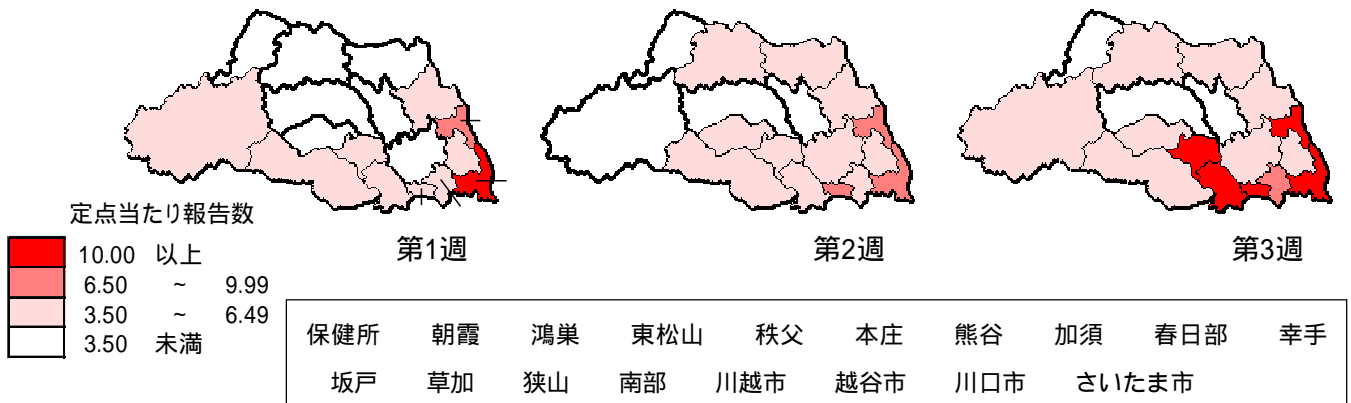 第1週 第2週 第3週
定点当たり報告数
10.00 以上
6.50 ~ 9.99
3.50 ~ 6.49
3.50 未満
保健所 朝霞 鴻巣 東松山 秩父 本庄 熊谷 加須 春日部 幸手
坂戸 草加 狭山 南部 川越市 越谷市 川口市 さいたま市